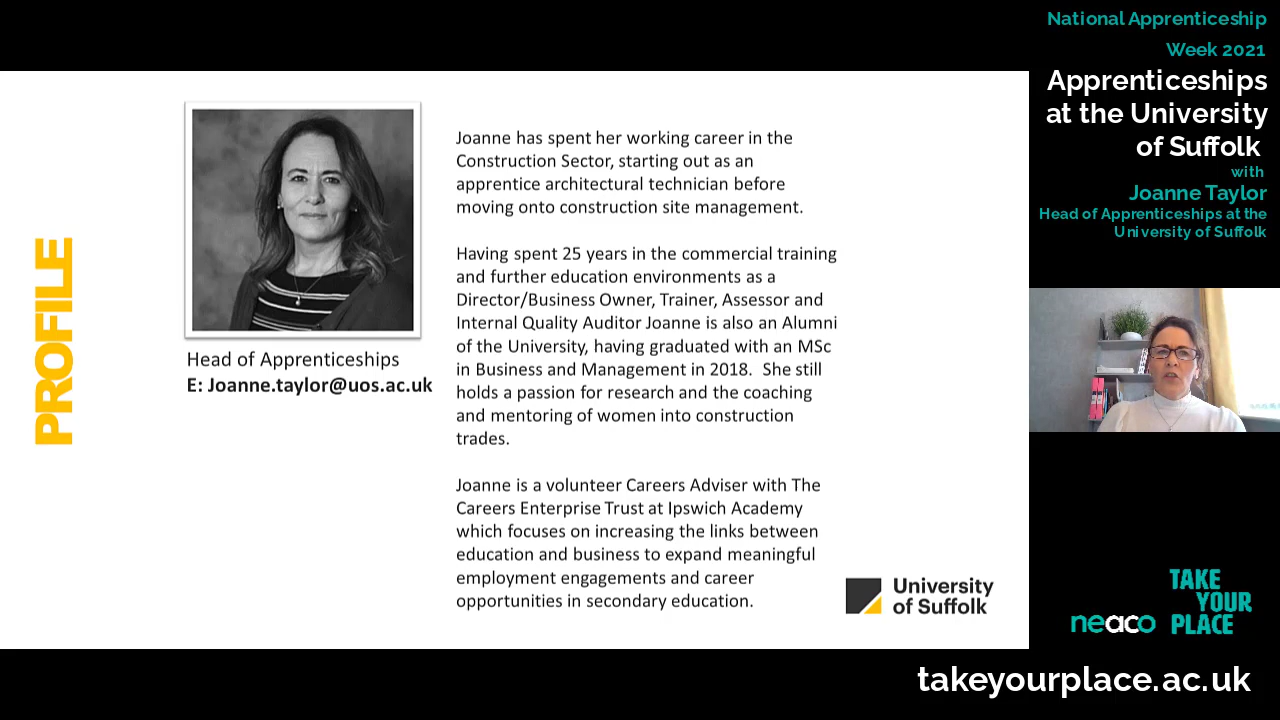 PROFILE
Head of Apprenticeships
E: Joanne.taylor@uos.ac.uk
Joanne has spent her working career in the
Construction Sector, starting out as an
apprentice architectural technician before
moving onto construction site management.
Having spent 25 years in the commercial training
and further education environments as a
Director/Business Owner, Trainer, Assessor and
Internal Quality Auditor Joanne is also an Alumni
of the University, having graduated with an MSc
in Business and Management in 2018. She still
holds a passion for research and the coaching
and mentoring of women into construction
trades.
Joanne is a volunteer Careers Adviser with The
Careers Enterprise Trust at Ipswich Academy
which focuses on increasing the links between
education and business to expand meaningful
employment engagements and career
opportunities in secondary education.
University
of Suffolk
National Apprenticeship
Week 2021
Apprenticeships
at the University
of Suffolk
with
Joanne Taylor
Head of Apprenticeships at the
University of Suffolk
neaco
TAKE
YOUR
PLACE
takeyourplace.ac.uk